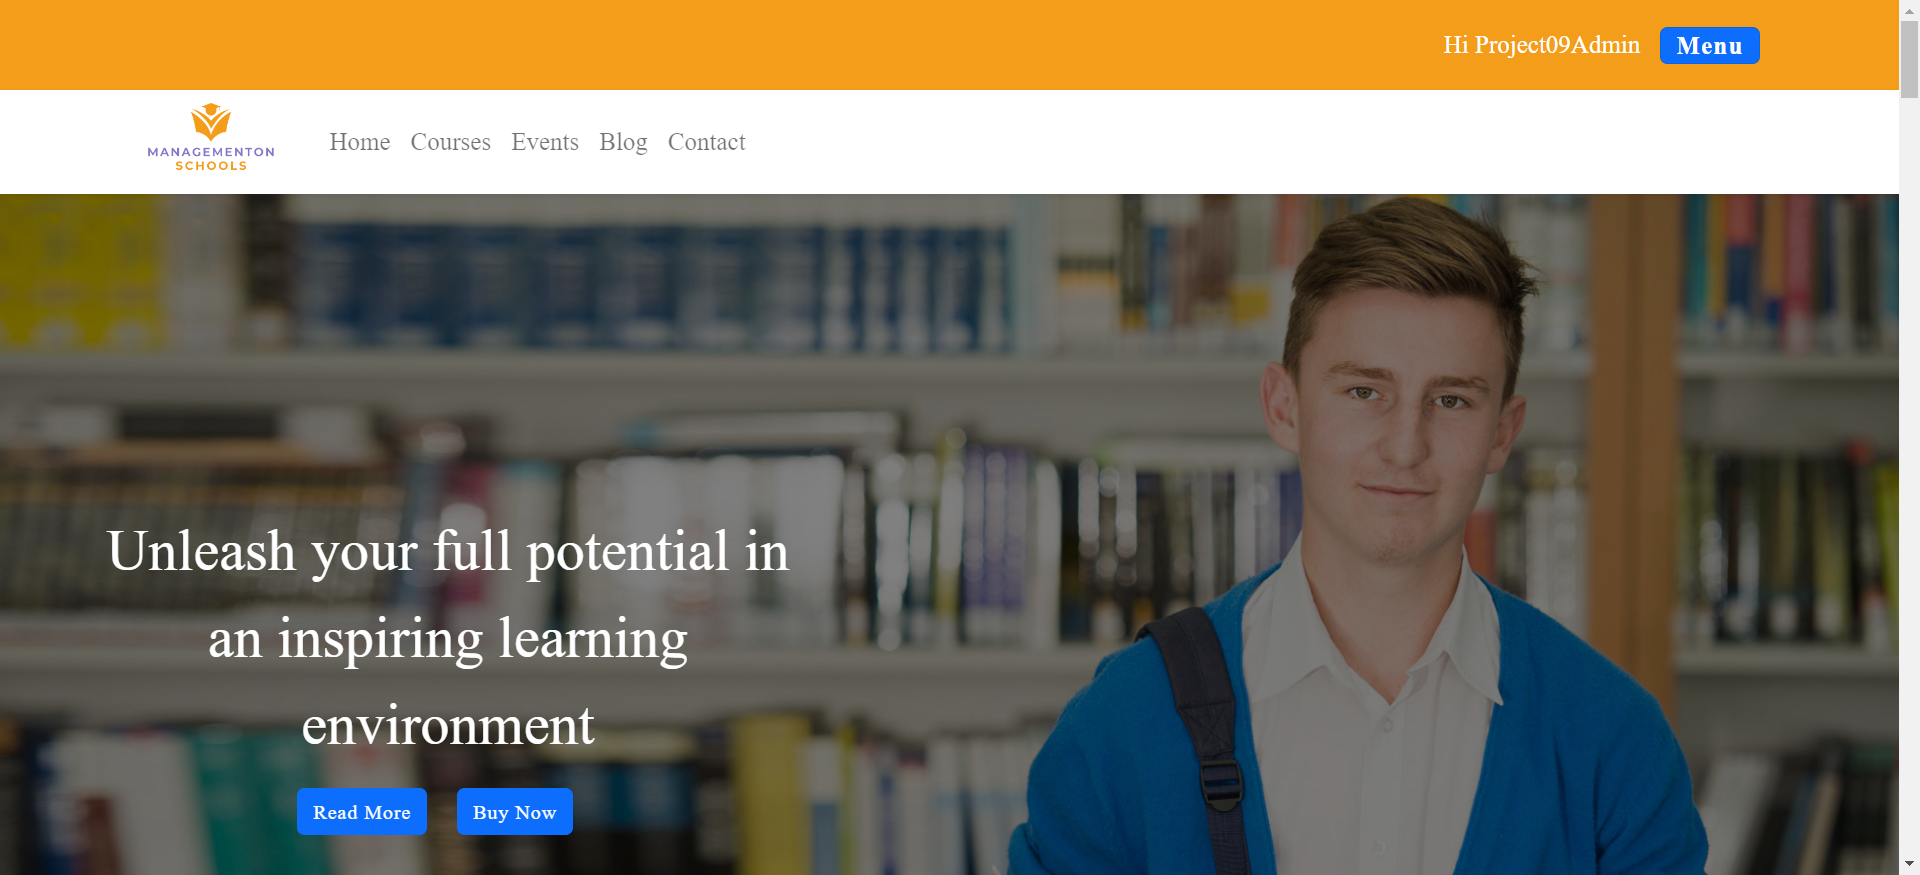 Hi Project09Admin Menu
MANAGEMENTON
SCHOOLS
Home Courses Events Blog Contact
Unleash your full potential in
an inspiring learning
environment
Read More Buy Now